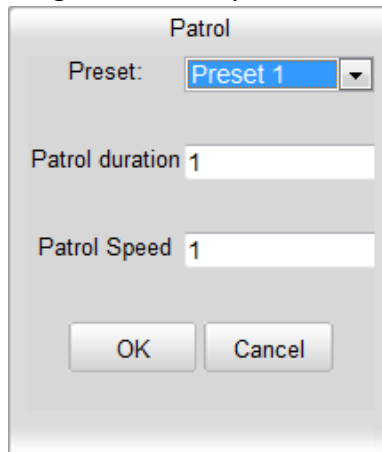 Patrol
Preset: Preset 1
Patrol duration 1
Patrol Speed 1
OK Cancel